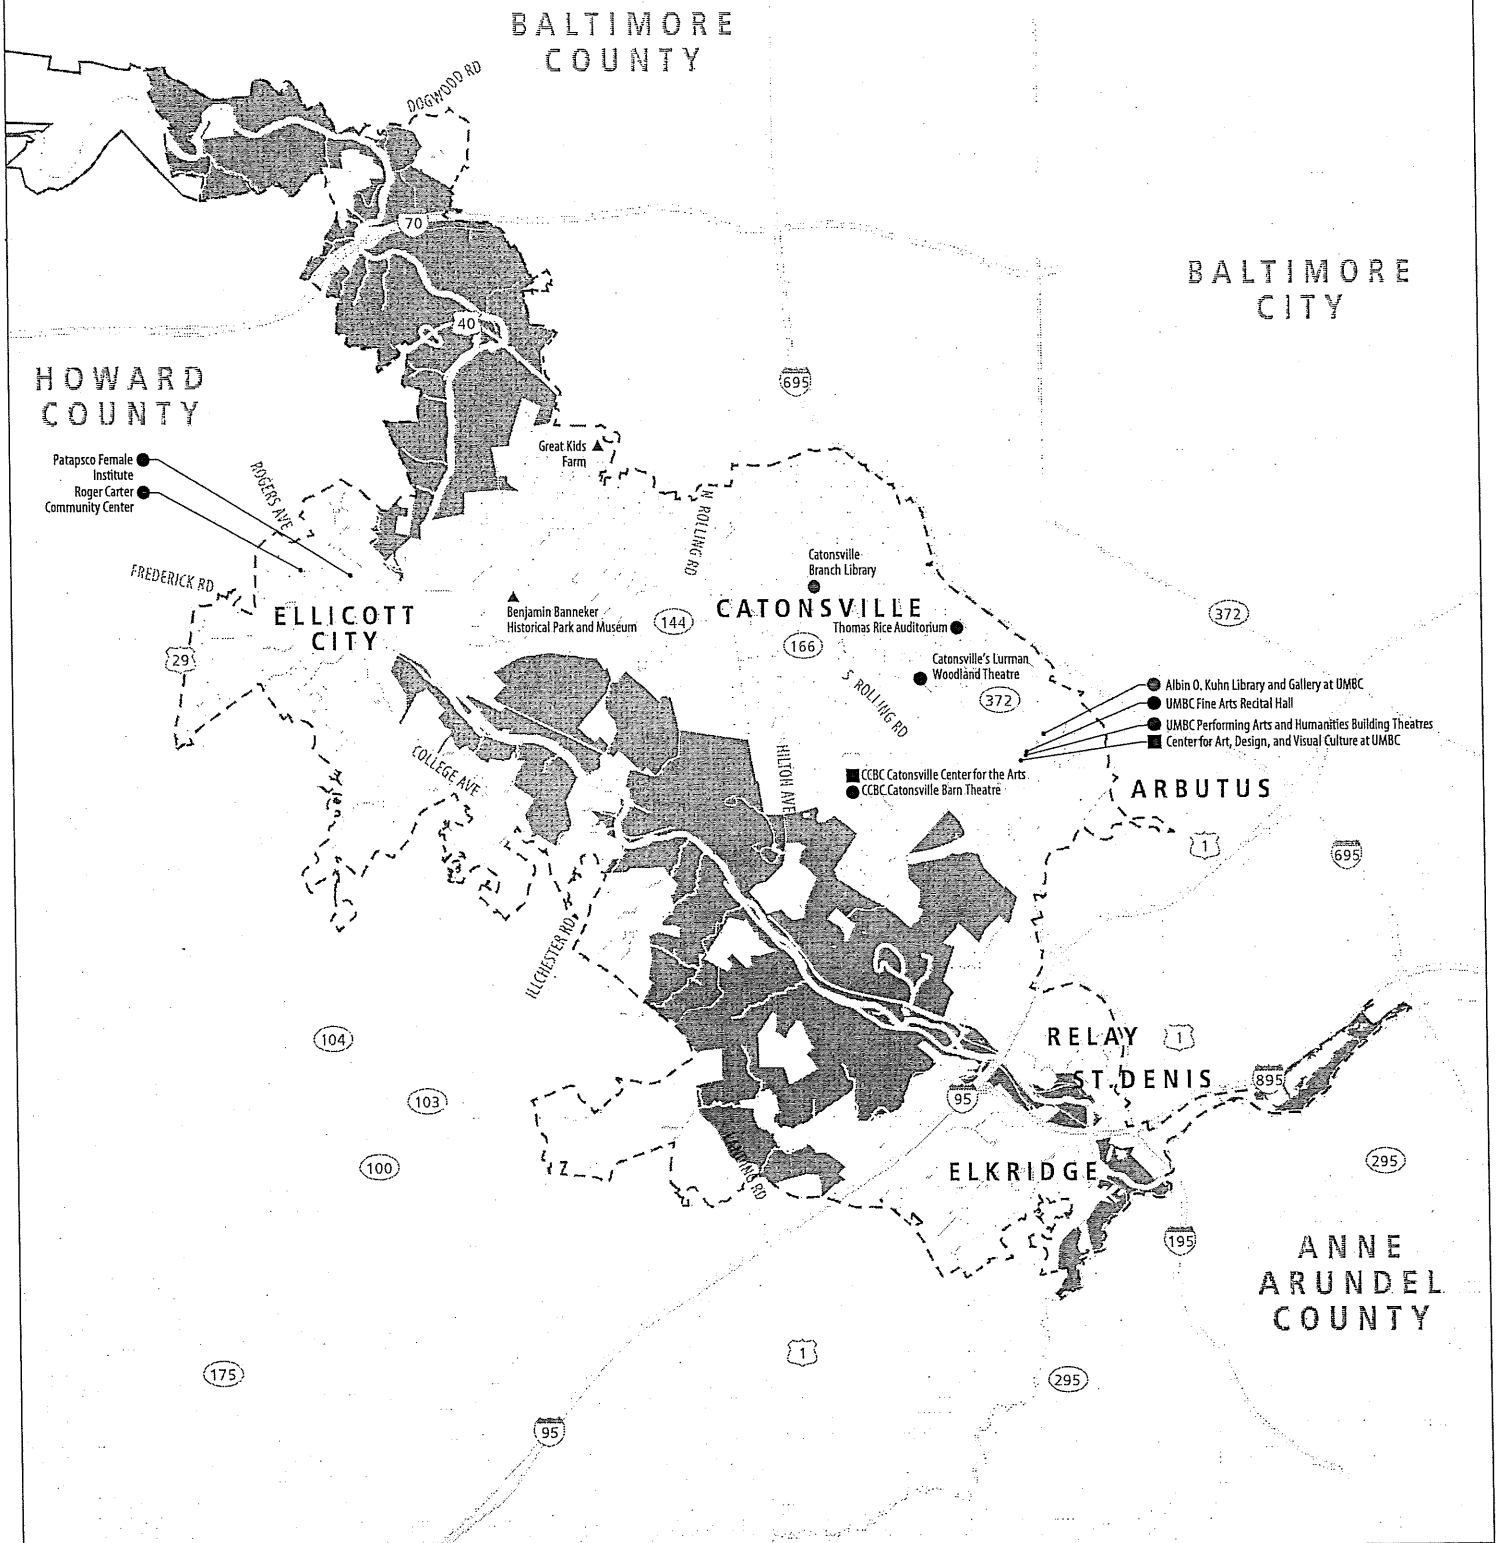 BALTIMORE
COUNTY
DOGWOOD RD
70
BALTIMORE
CITY
40
HOWARD
COUNTY
695
Great Kids
Farm
Patapsco Female
Institute
Roger Carter
Community Center
ROGERS AVE
N ROLLING RD
FREDERICK RD
Catonsville
Branch Library
ELLICOTT
CITY
Benjamin Banneker
Historical Park and Museum
144
CATONSVILLE
Thomas Rice Auditorium
372
166
29
Catonsville's Lurman
Woodland Theatre
S ROLLING RD
372
Albin O. Kuhn Library and Gallery at UMBC
UMBC Fine Arts Recital Hall
UMBC Performing Arts and Humanities Building Theatres
Center for Art, Design, and Visual Culture at UMBC
COLLEGE AVE
HILTON AVE
CCBC Catonsville Center for the Arts
CCBC Catonsville Barn Theatre
ARBUTUS
1
695
ILLCHESTER RD
104
RELAY
1
ST. DENIS
895
103
95
100
LANDING RD
ELKRIDGE
295
195
ANNE
ARUNDEL
COUNTY
1
175
295
95